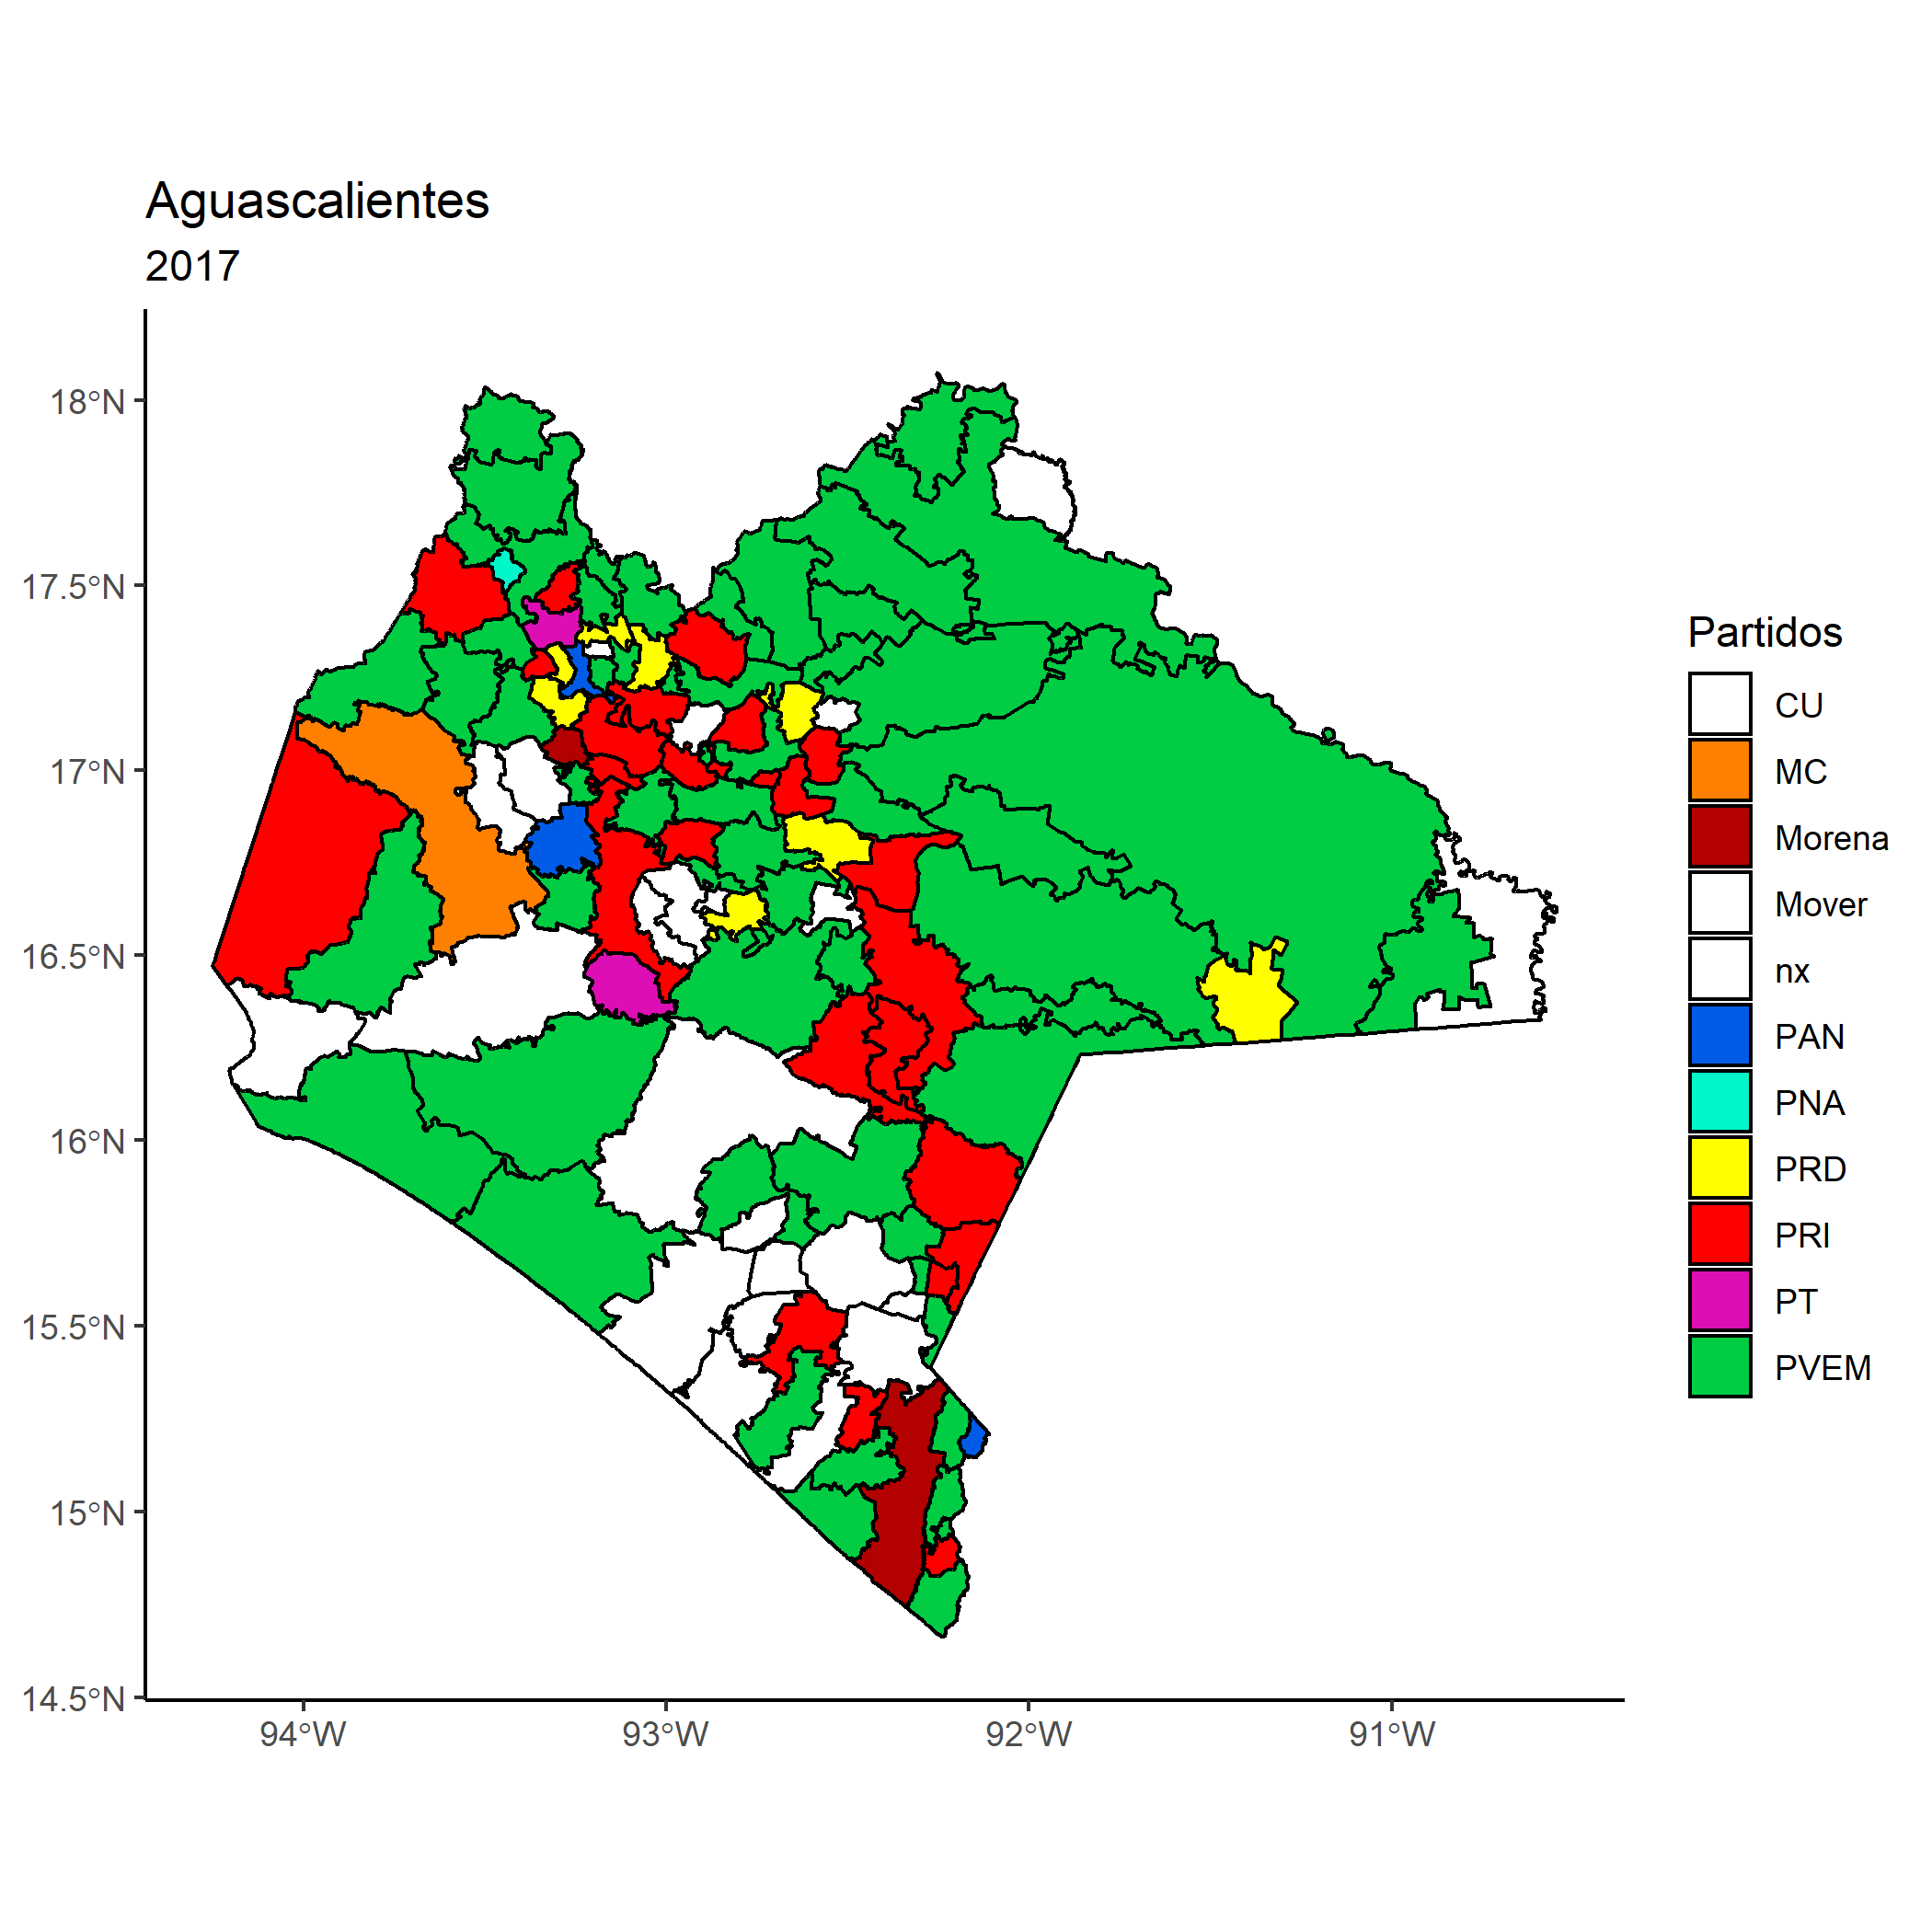 Aguascalientes
2017
18°N
17.5°N
17°N
16.5°N
16°N
15.5°N
15°N
14.5°N
94°W
93°W
92°W
91°W
Partidos
CU
MC
Morena
Mover
nx
PAN
PNA
PRD
PRI
PT
PVEM